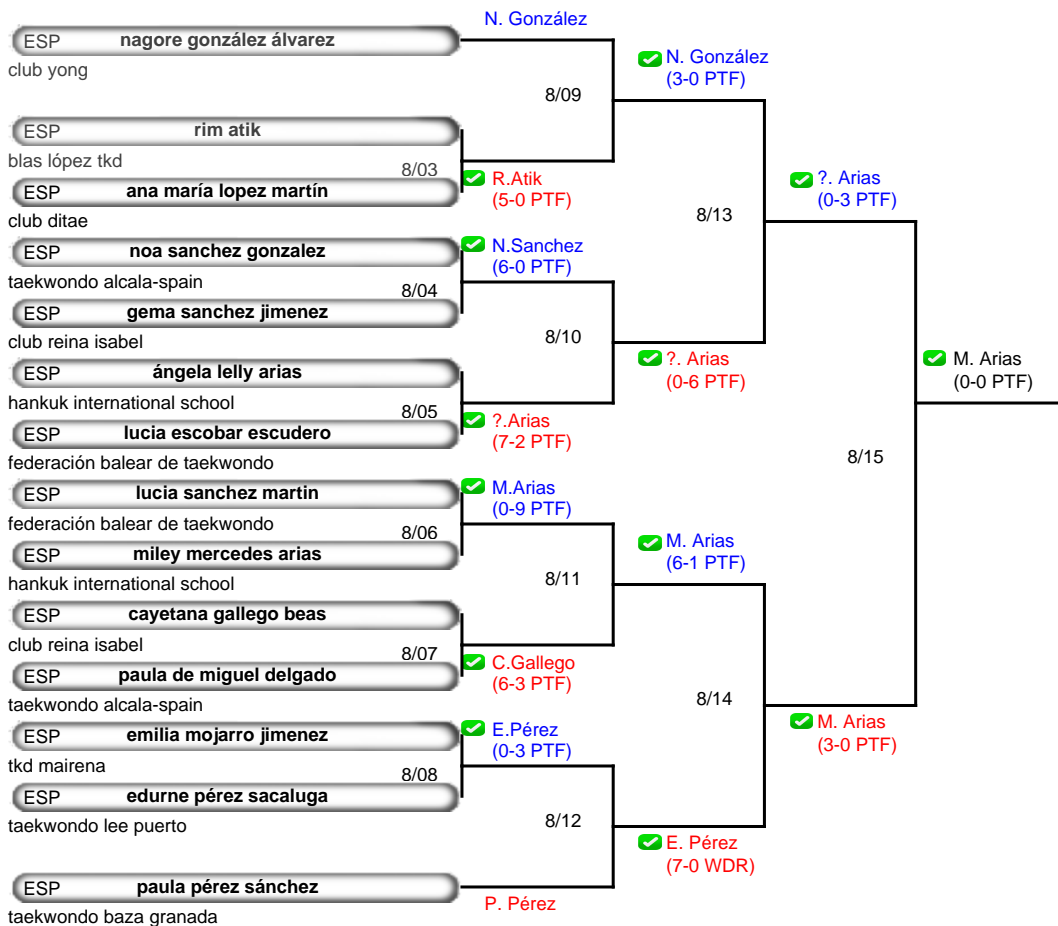 N. González
ESP nagore gonzález álvarez
club yong
N. González
(3-0 PTF)
8/09
ESP rim atik
blas lópez tkd
8/03
R.Atik
(5-0 PTF)
ESP ana maría lopez martín
club ditae
?. Arias
(0-3 PTF)
8/13
ESP noa sanchez gonzalez
N.Sanchez
(6-0 PTF)
taekwondo alcala-spain
8/04
ESP gema sanchez jimenez
club reina isabel
8/10
?. Arias
(0-6 PTF)
ESP ángela lelly arias
hankuk international school
8/05
?.Arias
(7-2 PTF)
ESP lucia escobar escudero
federación balear de taekwondo
M. Arias
(0-0 PTF)
8/15
ESP lucia sanchez martin
M.Arias
(0-9 PTF)
federación balear de taekwondo
8/06
ESP miley mercedes arias
hankuk international school
M. Arias
(6-1 PTF)
8/11
ESP cayetana gallego beas
club reina isabel
8/07
C.Gallego
(6-3 PTF)
ESP paula de miguel delgado
taekwondo alcala-spain
8/14
M. Arias
(3-0 PTF)
ESP emilia mojarro jimenez
E.Pérez
(0-3 PTF)
tkd mairena
8/08
ESP edurne pérez sacaluga
taekwondo lee puerto
8/12
E. Pérez
(7-0 WDR)
ESP paula pérez sánchez
P. Pérez
taekwondo baza granada